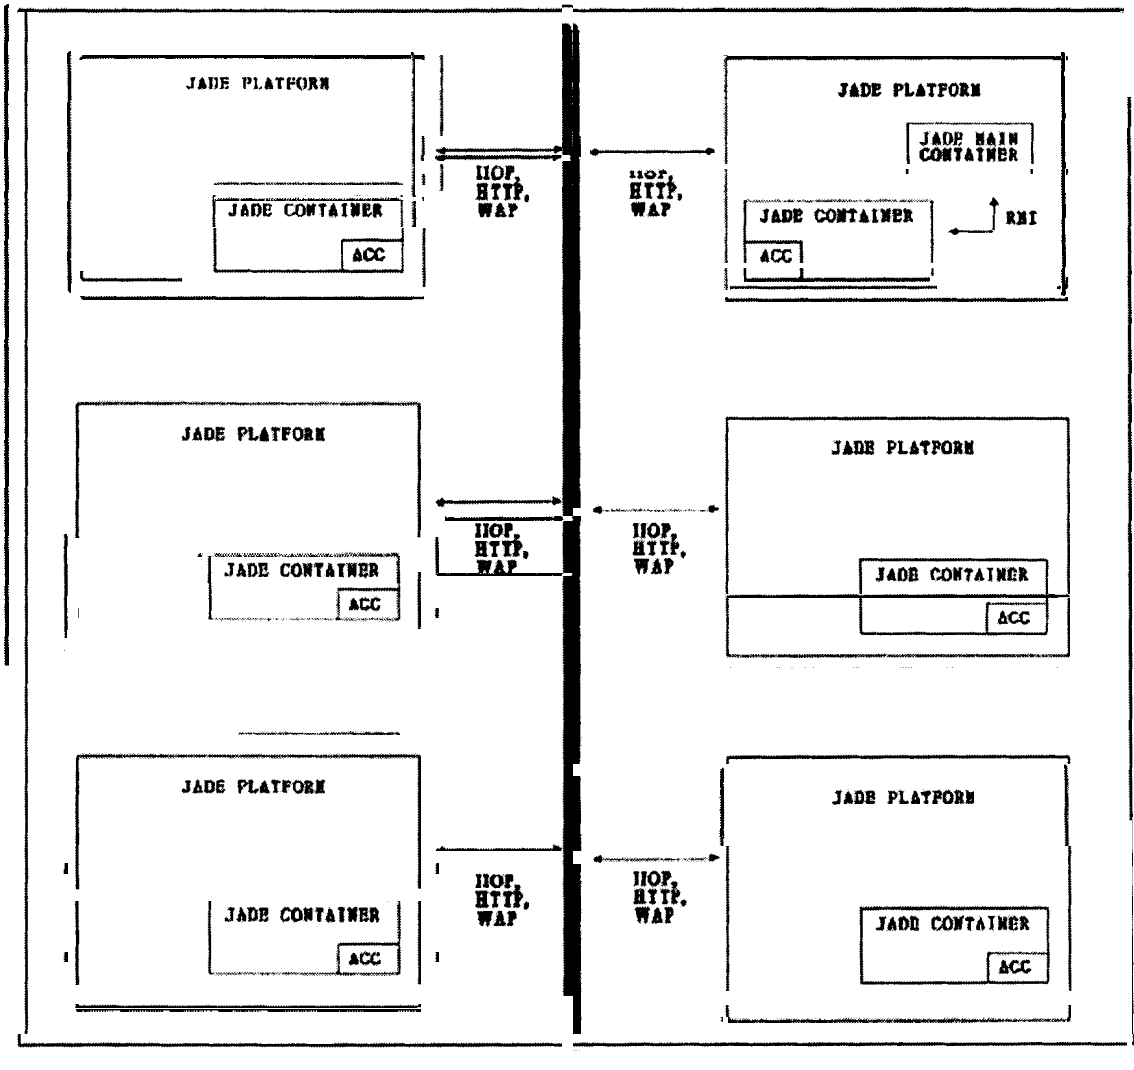 JADE PLATFORM
IIOP,
HTTP,
WAP
JADE CONTAINER
ACC
JADE PLATFORM
JADE MAIN
CONTAINER
IIOP,
HTTP,
WAP
JADE CONTAINER
RMI
ACC
JADE PLATFORM
IIOP,
HTTP,
WAP
JADE CONTAINER
ACC
JADE PLATFORM
IIOP,
HTTP,
WAP
JADE CONTAINER
ACC
JADE PLATFORM
IIOP,
HTTP,
WAP
JADE CONTAINER
ACC
JADE PLATFORM
IIOP,
HTTP,
WAP
JADE CONTAINER
ACC